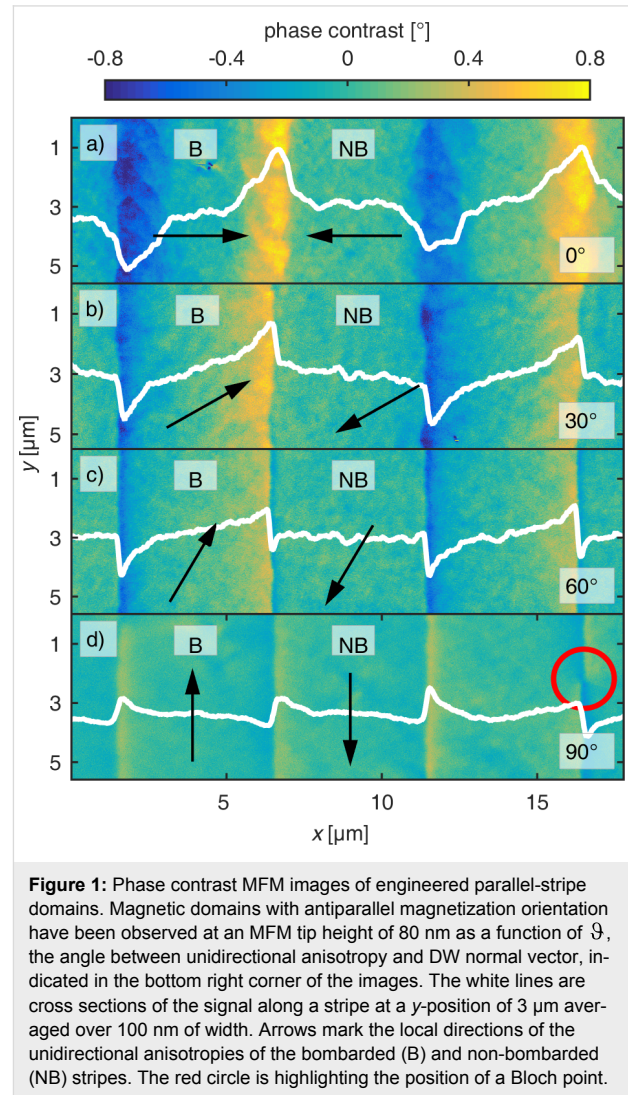 phase contrast [°]
-0.8 -0.4 0 0.4 0.8
a) B NB
1
3
5
0°
b) B NB
1
3
5
30°
y [μm]
c) B NB
1
3
5
60°
d) B NB
1
3
5
90°
5 10 15
x [μm]
Figure 1: Phase contrast MFM images of engineered parallel-stripe
domains. Magnetic domains with antiparallel magnetization orientation
have been observed at an MFM tip height of 80 nm as a function of ϑ,
the angle between unidirectional anisotropy and DW normal vector, in-
dicated in the bottom right corner of the images. The white lines are
cross sections of the signal along a stripe at a y-position of 3 μm aver-
aged over 100 nm of width. Arrows mark the local directions of the
unidirectional anisotropies of the bombarded (B) and non-bombarded
(NB) stripes. The red circle is highlighting the position of a Bloch point.